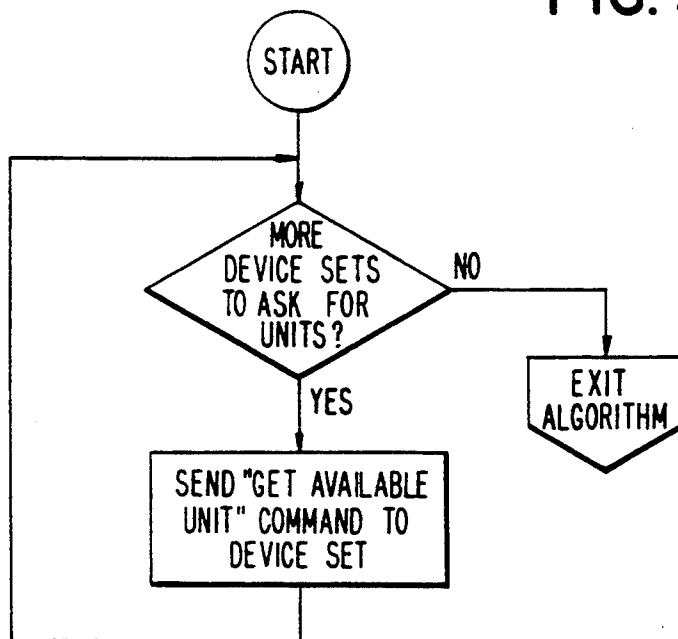 FIG.
START
MORE
DEVICE SETS
TO ASK FOR
UNITS?
NO
YES
EXIT
ALGORITHM
SEND "GET AVAILABLE
UNIT" COMMAND TO
DEVICE SET